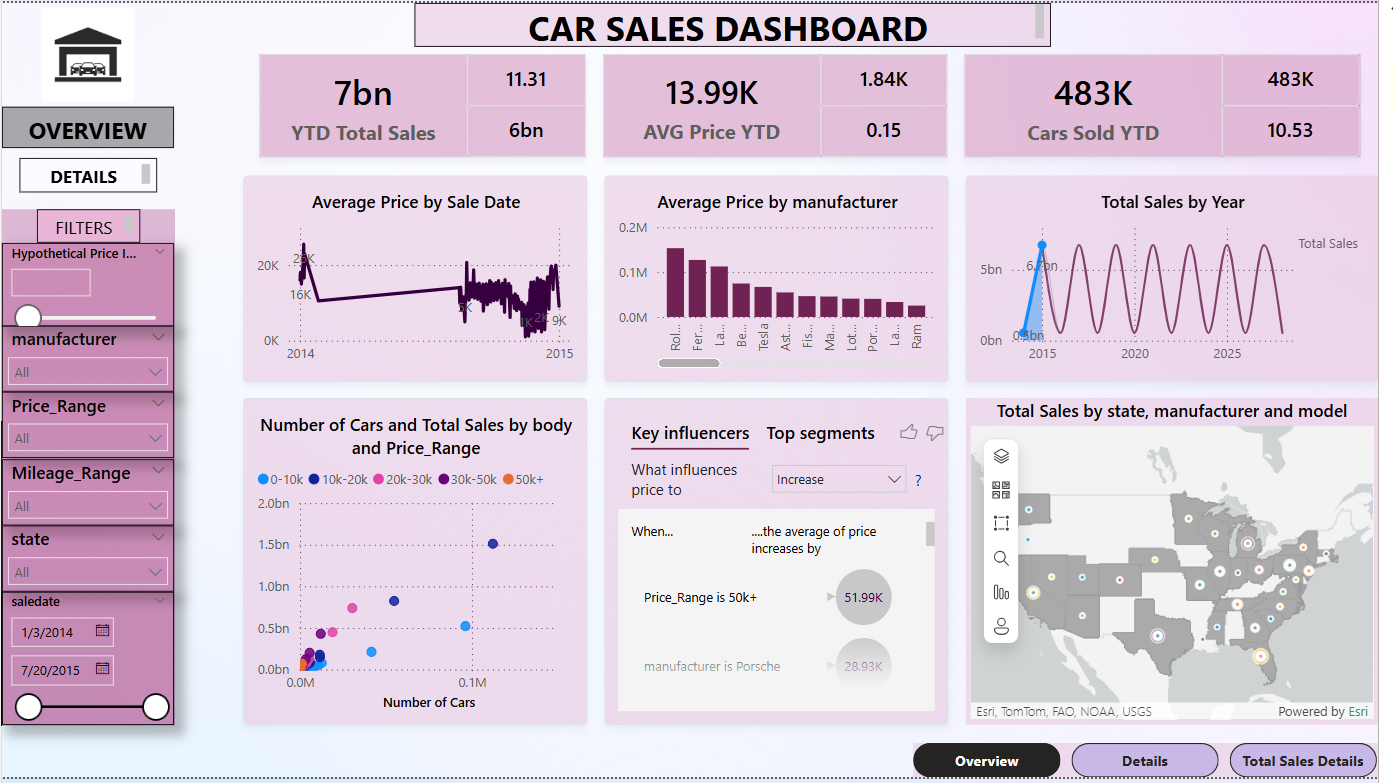 CAR SALES DASHBOARD
OVERVIEW
DETAILS
FILTERS
Hypothetical Price I...
manufacturer
All
Price_Range
All
Mileage_Range
All
state
All
saledate
1/3/2014
7/20/2015
7bn
YTD Total Sales
11.31
6bn
13.99K
AVG Price YTD
1.84K
0.15
483K
Cars Sold YTD
483K
10.53
Average Price by Sale Date
20K
0K
26K
16K
2K
9K
2014
2015
Average Price by manufacturer
0.2M
0.1M
0.0M
Rol...
Fer...
La...
Be...
Tesla
Ast...
Fis...
Ma...
Lot...
Por...
La...
Ram
Total Sales by Year
Total Sales
5bn
0bn
6.7bn
2015
2020
2025
Number of Cars and Total Sales by body
and Price_Range
0-10k 10k-20k 20k-30k 30k-50k 50k+
2.0bn
1.5bn
1.0bn
0.5bn
0.0bn
0.0M
0.1M
Number of Cars
Key influencers
Top segments
What influences
price to
Increase
?
When...
....the average of price
increases by
Price_Range is 50k+
51.99K
manufacturer is Porsche
28.93K
Total Sales by state, manufacturer and model
Esri, TomTom, FAO, NOAA, USGS
Powered by Esri
Overview
Details
Total Sales Details